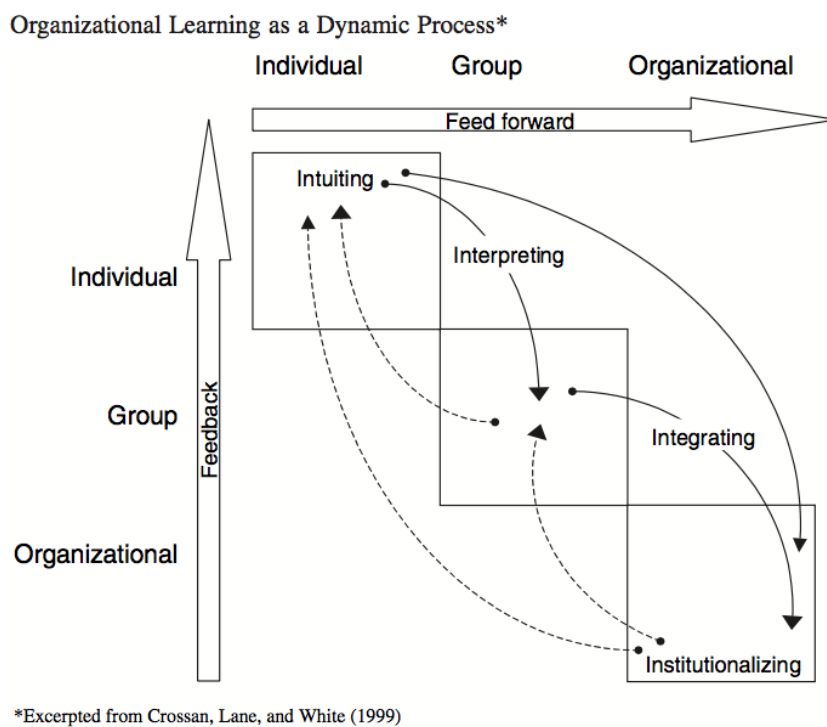 Organizational Learning as a Dynamic Process*
Individual Group Organizational
Feed forward
Intuiting
Interpreting
Individual
Group
Feedback
Integrating
Organizational
Institutionalizing
*Excerpted from Crossan, Lane, and White (1999)